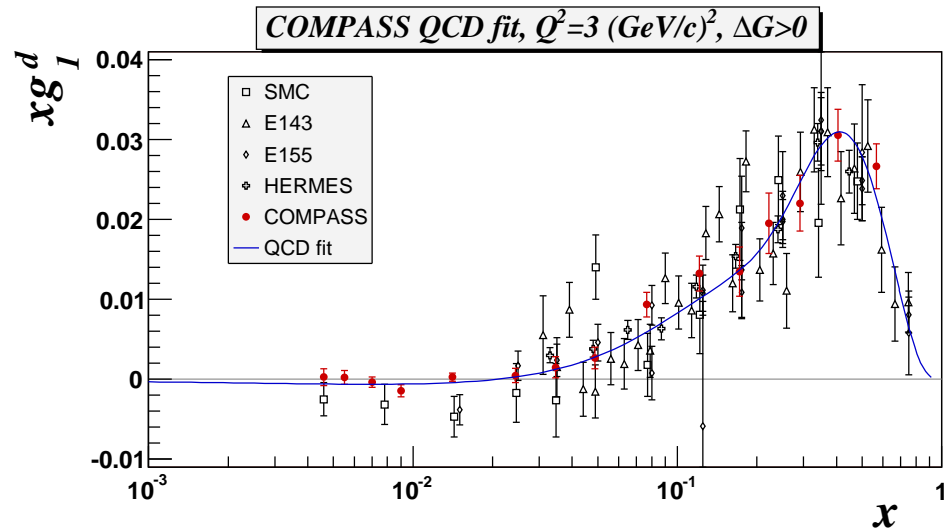 COMPASS QCD fit, Q²=3 (GeV/c)², ΔG>0
xg₁ᵈ
0.04
0.03
0.02
0.01
0
-0.01
SMC
E143
E155
HERMES
COMPASS
QCD fit
10⁻³
10⁻²
10⁻¹
1
x